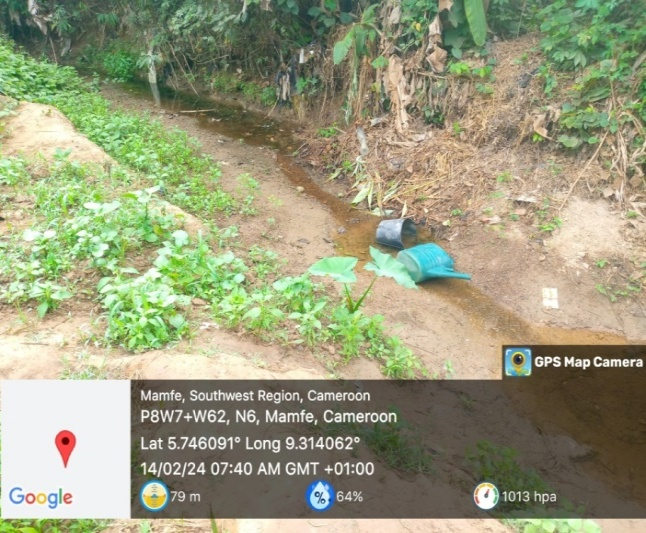 GPS Map Camera
Mamfe, Southwest Region, Cameroon
P8W7+W62, N6, Mamfe, Cameroon
Lat 5.746091° Long 9.314062°
14/02/24 07:40 AM GMT +01:00
Google
79 m
64%
1013 hpa